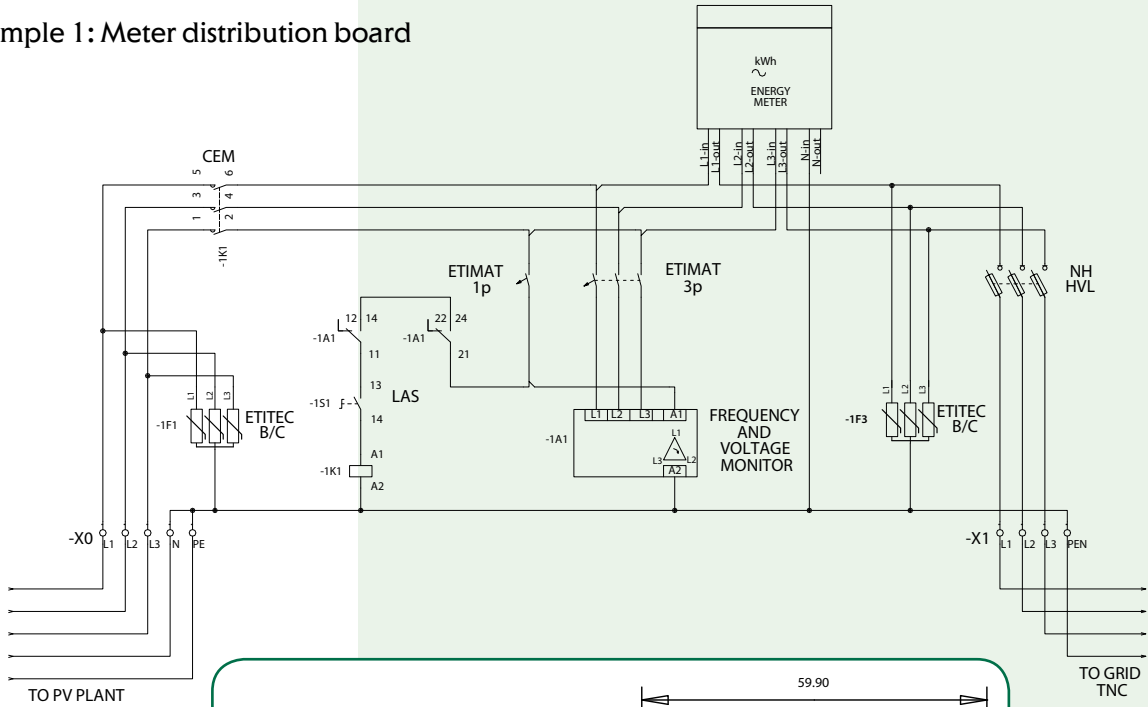 mple 1: Meter distribution board
kWh
ENERGY
METER
L1-in
L1-out
L2-in
L2-out
L3-in
L3-out
N-in
N-out
CEM
5 6
3 4
1 2
-1K1
ETIMAT
1p
ETIMAT
3p
NH
HVL
12 14
-1A1
11
22 24
-1A1
21
13
-1S1
LAS
14
A1
-1K1
A2
L1 L2 L3
-1F1
ETITEC
B/C
L1 L2 L3 A1
-1A1
L1
L3 L2
A2
FREQUENCY
AND
VOLTAGE
MONITOR
L1 L2 L3
-1F3
ETITEC
B/C
-X0 L1 L2 L3 N PE
-X1 L1 L2 L3 PEN
TO PV PLANT
TO GRID
TNC
59.90